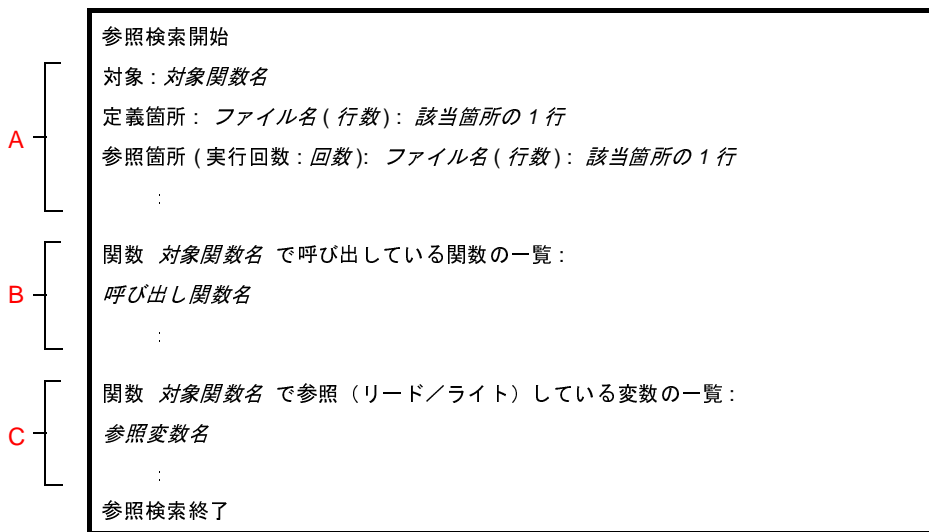 参照検索開始
A
対象 : 対象関数名
定義箇所 : ファイル名 ( 行数 ) : 該当箇所の 1 行
参照箇所 ( 実行回数 : 回数 ): ファイル名 ( 行数 ) : 該当箇所の 1 行
:
B
関数 対象関数名 で呼び出している関数の一覧 :
呼び出し関数名
:
C
関数 対象関数名 で参照（リード／ライト）している変数の一覧 :
参照変数名
:
参照検索終了